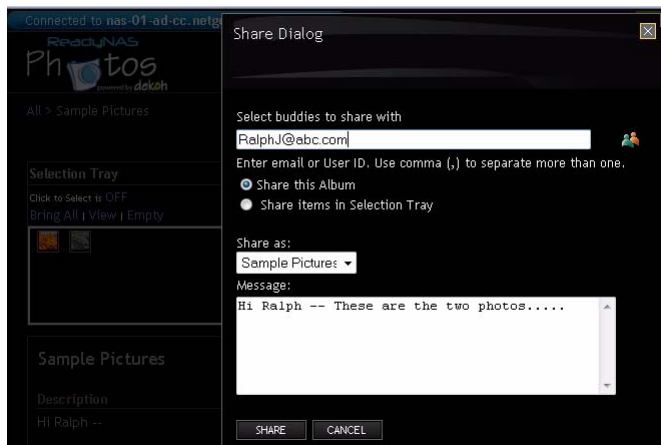 Connected to nas-01-ad-cc.netg
ReadyNAS
Photos
powered by dekoh
All > Sample Pictures
Selection Tray
Click to Select is OFF
Bring All | View | Empty
Sample Pictures
Description
Hi Ralph --
Share Dialog
Select buddies to share with
RalphJ@abc.com
Enter email or User ID. Use comma (,) to separate more than one.
Share this Album
Share items in Selection Tray
Share as:
Sample Pictures
Message:
Hi Ralph -- These are the two photos.....
SHARE
CANCEL